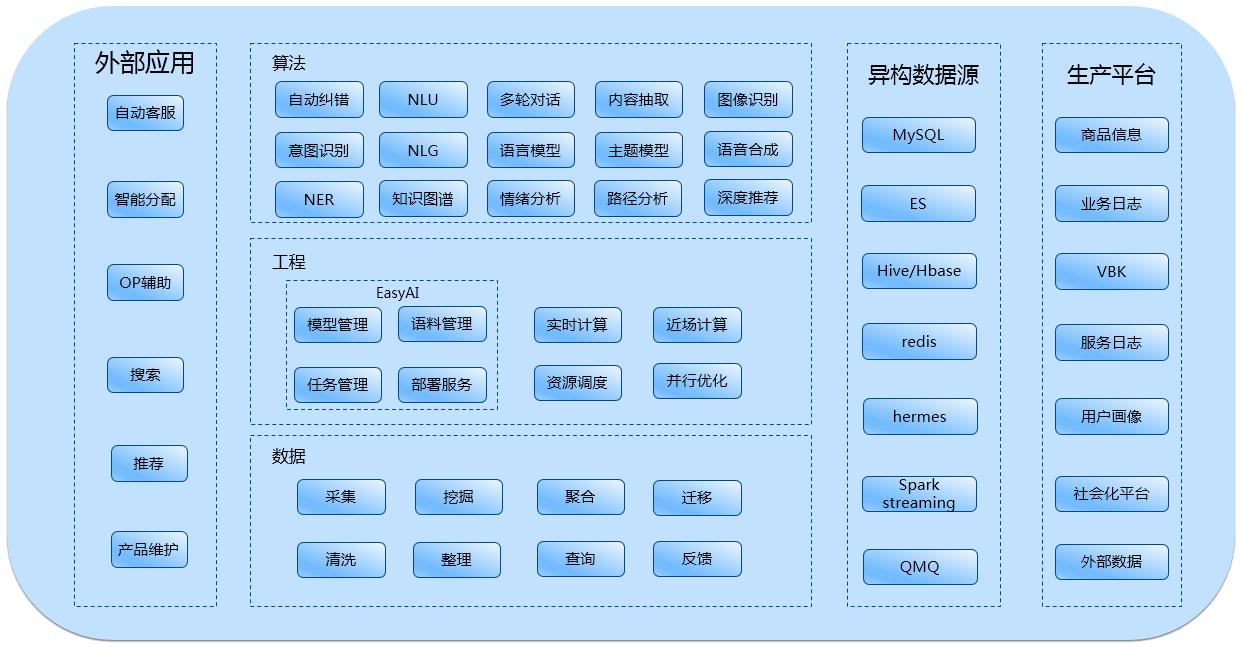 外部应用
自动客服
智能分配
OP辅助
搜索
推荐
产品维护
算法
自动纠错
NLU
多轮对话
内容抽取
图像识别
意图识别
NLG
语言模型
主题模型
语音合成
NER
知识图谱
情绪分析
路径分析
深度推荐
工程
EasyAI
模型管理
语料管理
任务管理
部署服务
实时计算
近场计算
资源调度
并行优化
数据
采集
挖掘
聚合
迁移
清洗
整理
查询
反馈
异构数据源
MySQL
ES
Hive/Hbase
redis
hermes
Spark
streaming
QMQ
生产平台
商品信息
业务日志
VBK
服务日志
用户画像
社会化平台
外部数据